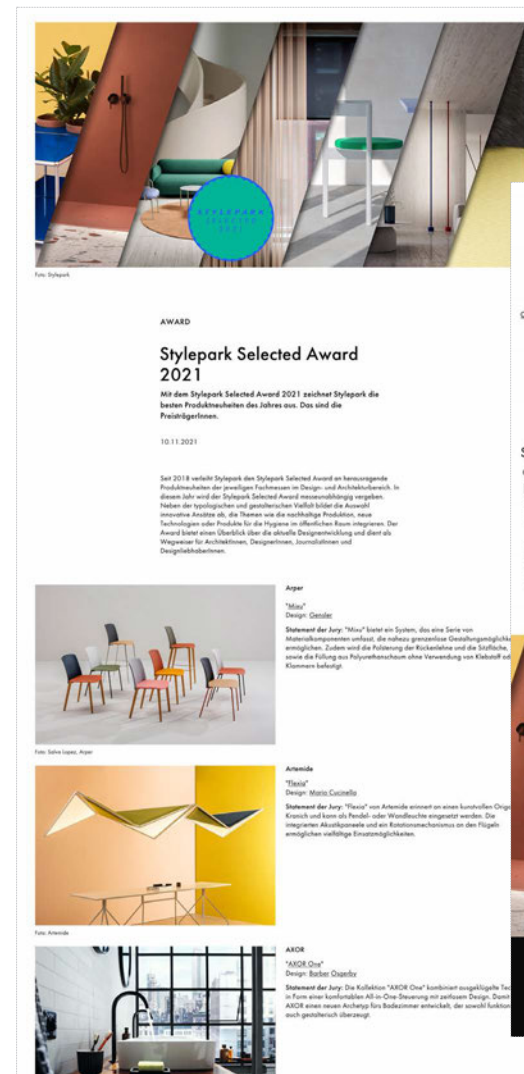 STYLEPARK
SELECTED
2021
Foto: Stylepark
AWARD
Stylepark Selected Award
2021
Mit dem Stylepark Selected Award 2021 zeichnet Stylepark die
besten Produktneuheiten des Jahres aus. Das sind die
PreisträgerInnen.
10.11.2021
Seit 2018 verleiht Stylepark den Stylepark Selected Award an herausragende
Produktneuheiten der jeweiligen Fachmessen im Design- und Architekturbereich. In
diesem Jahr wird der Stylepark Selected Award messeunabhängig vergeben.
Neben der typologischen und gestalterischen Vielfalt bildet die Auswahl
innovative Ansätze ab, die Themen wie die nachhaltige Produktion, neue
Technologien oder Produkte für die Hygiene im öffentlichen Raum integrieren. Der
Award bietet einen Überblick über die aktuelle Designentwicklung und dient als
Wegweiser für ArchitektInnen, DesignerInnen, JournalistInnen und
DesignliebhaberInnen.
Arper
"Mixu"
Design: Gensler
Statement der Jury: "Mixu" bietet ein System, das eine Serie von
Materialkomponenten umfasst, die nahezu grenzenlose Gestaltungsmöglichke
ermöglichen. Zudem wird die Polsterung der Rückenlehne und die Sitzfläche,
sowie die Füllung aus Polyurethanschaum ohne Verwendung von Klebstoff od
Klammern befestigt.
Foto: Salva Lopez, Arper
Artemide
"Flexia"
Design: Mario Cucinella
Statement der Jury: "Flexia" von Artemide erinnert an einen kunstvollen Orig
Kranich und kann als Pendel- oder Wandleuchte eingesetzt werden. Die
integrierten Akustikpaneele und ein Rotationsmechanismus an den Flügeln
ermöglichen vielfältige Einsatzmöglichkeiten.
Foto: Artemide
AXOR
"AXOR One"
Design: Barber Osgerby
Statement der Jury: Die Kollektion "AXOR One" kombiniert ausgeklügelte Tec
in Form einer komfortablen All-in-One-Steuerung mit zeitlosem Design. Damit
AXOR einen neuen Archetyp fürs Badezimmer entwickelt, der sowohl funktion
auch gestalterisch überzeugt.